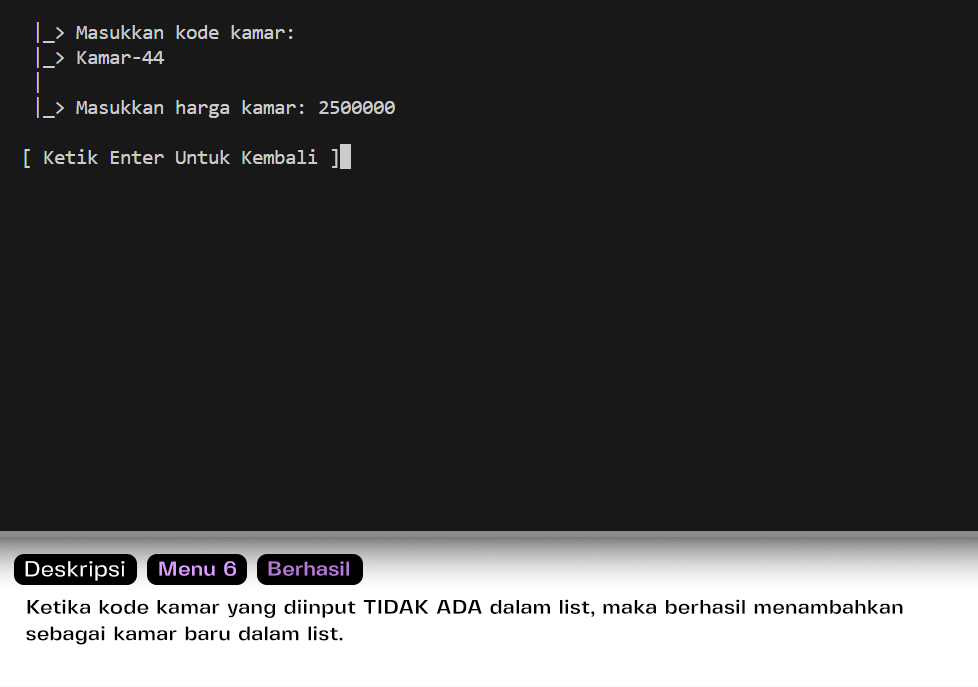 |_> Masukkan kode kamar:
|_> Kamar-44
|
|_> Masukkan harga kamar: 2500000
[ Ketik Enter Untuk Kembali ]
Deskripsi Menu 6 Berhasil
Ketika kode kamar yang diinput TIDAK ADA dalam list, maka berhasil menambahkan
sebagai kamar baru dalam list.